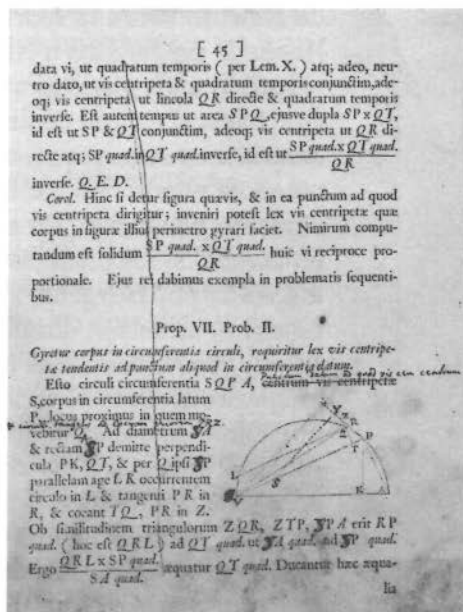 [ 45 ]
data vi, ut quadratum temporis ( per Lem. X. ) atq; adeo, neu-
tro dato, ut vis centripeta & quadratum temporis conjunctim, ade-
oq; vis centripeta ut lineola QR directe & quadratum temporis
inverse. Est autem tempus ut area SPQ, ejusve dupla SP x QT,
id est ut SP & QT conjunctim, adeoq; vis centripeta ut QR di-
recte atq; SP quad. in QT quad. inverse, id est ut SP quad. x QT quad.
QR
inverse. Q. E. D.
Corol. Hinc si detur figura quævis, & in ea punctum ad quod
vis centripeta dirigitur; inveniri potest lex vis centripetæ quæ
corpus in figuræ illius perimetro gyrari faciet. Nimirum compu-
tandum est solidum SP quad. x QT quad. huic vi reciproce pro-
QR
portionale. Ejus rei dabimus exempla in problematis sequenti-
bus.
Prop. VII. Prob. II.
Gyretur corpus in circumferentia circuli, requiritur lex vis centripe-
tæ tendentis ad punctum aliquod in circumferentia datum.
Esto circuli circumferentia SQPA, centrum vis centripetæ
S, corpus in circumferentia latum
P, locus proximus in quem mo-
vebitur Q. Ad diametrum A
& rectam P demitte perpendi-
cula PK, QT, & per Q ipsi P
parallelam age LR occurrentem
circulo in L & tangenti PR in
R, & coeant TQ, PR in Z.
Ob similitudinem triangulorum ZQR, ZTP, PA erit RP
quad. ( hoc est QRL ) ad QT quad. ut A quad. ad P quad.
Ergo QRL x SP quad. æquatur QT quad. Ducantur hæc æqua-
SA quad.
lia
L
S
K
Z
R
P
T